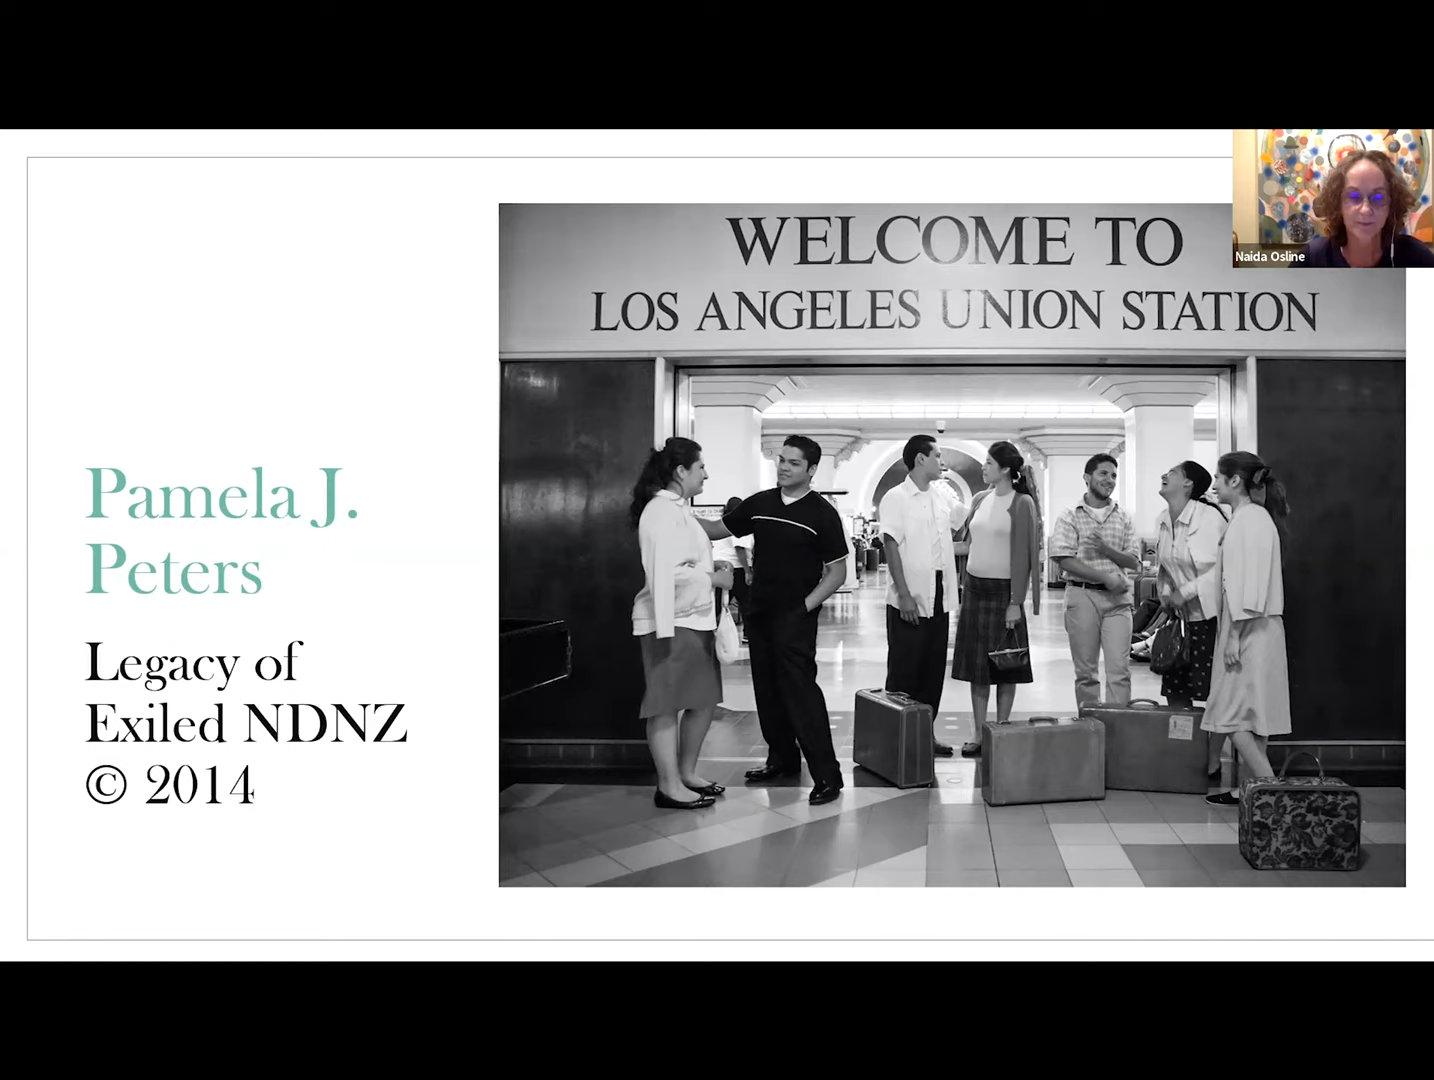 Pamela J.
Peters
Legacy of
Exiled NDNZ
© 2014
WELCOME TO
LOS ANGELES UNION STATION
Naida Osline